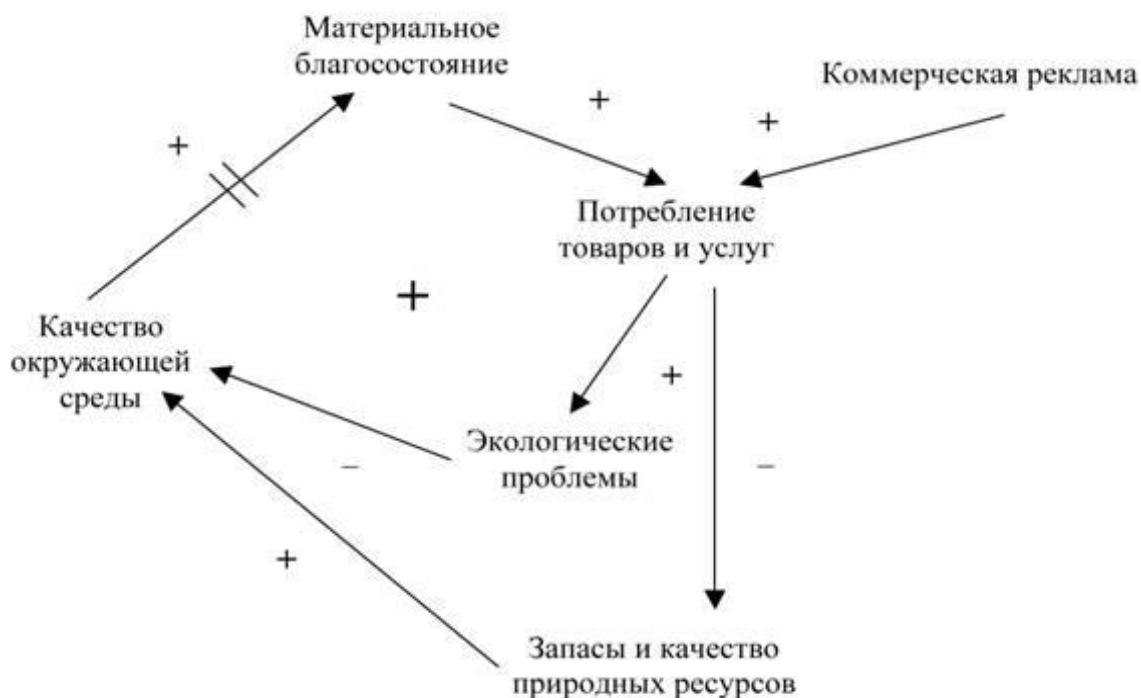 Материальное
благосостояние
Коммерческая реклама
+
+
+
Потребление
товаров и услуг
+
Качество
окружающей
среды
+
Экологические
проблемы
–
–
+
Запасы и качество
природных ресурсов